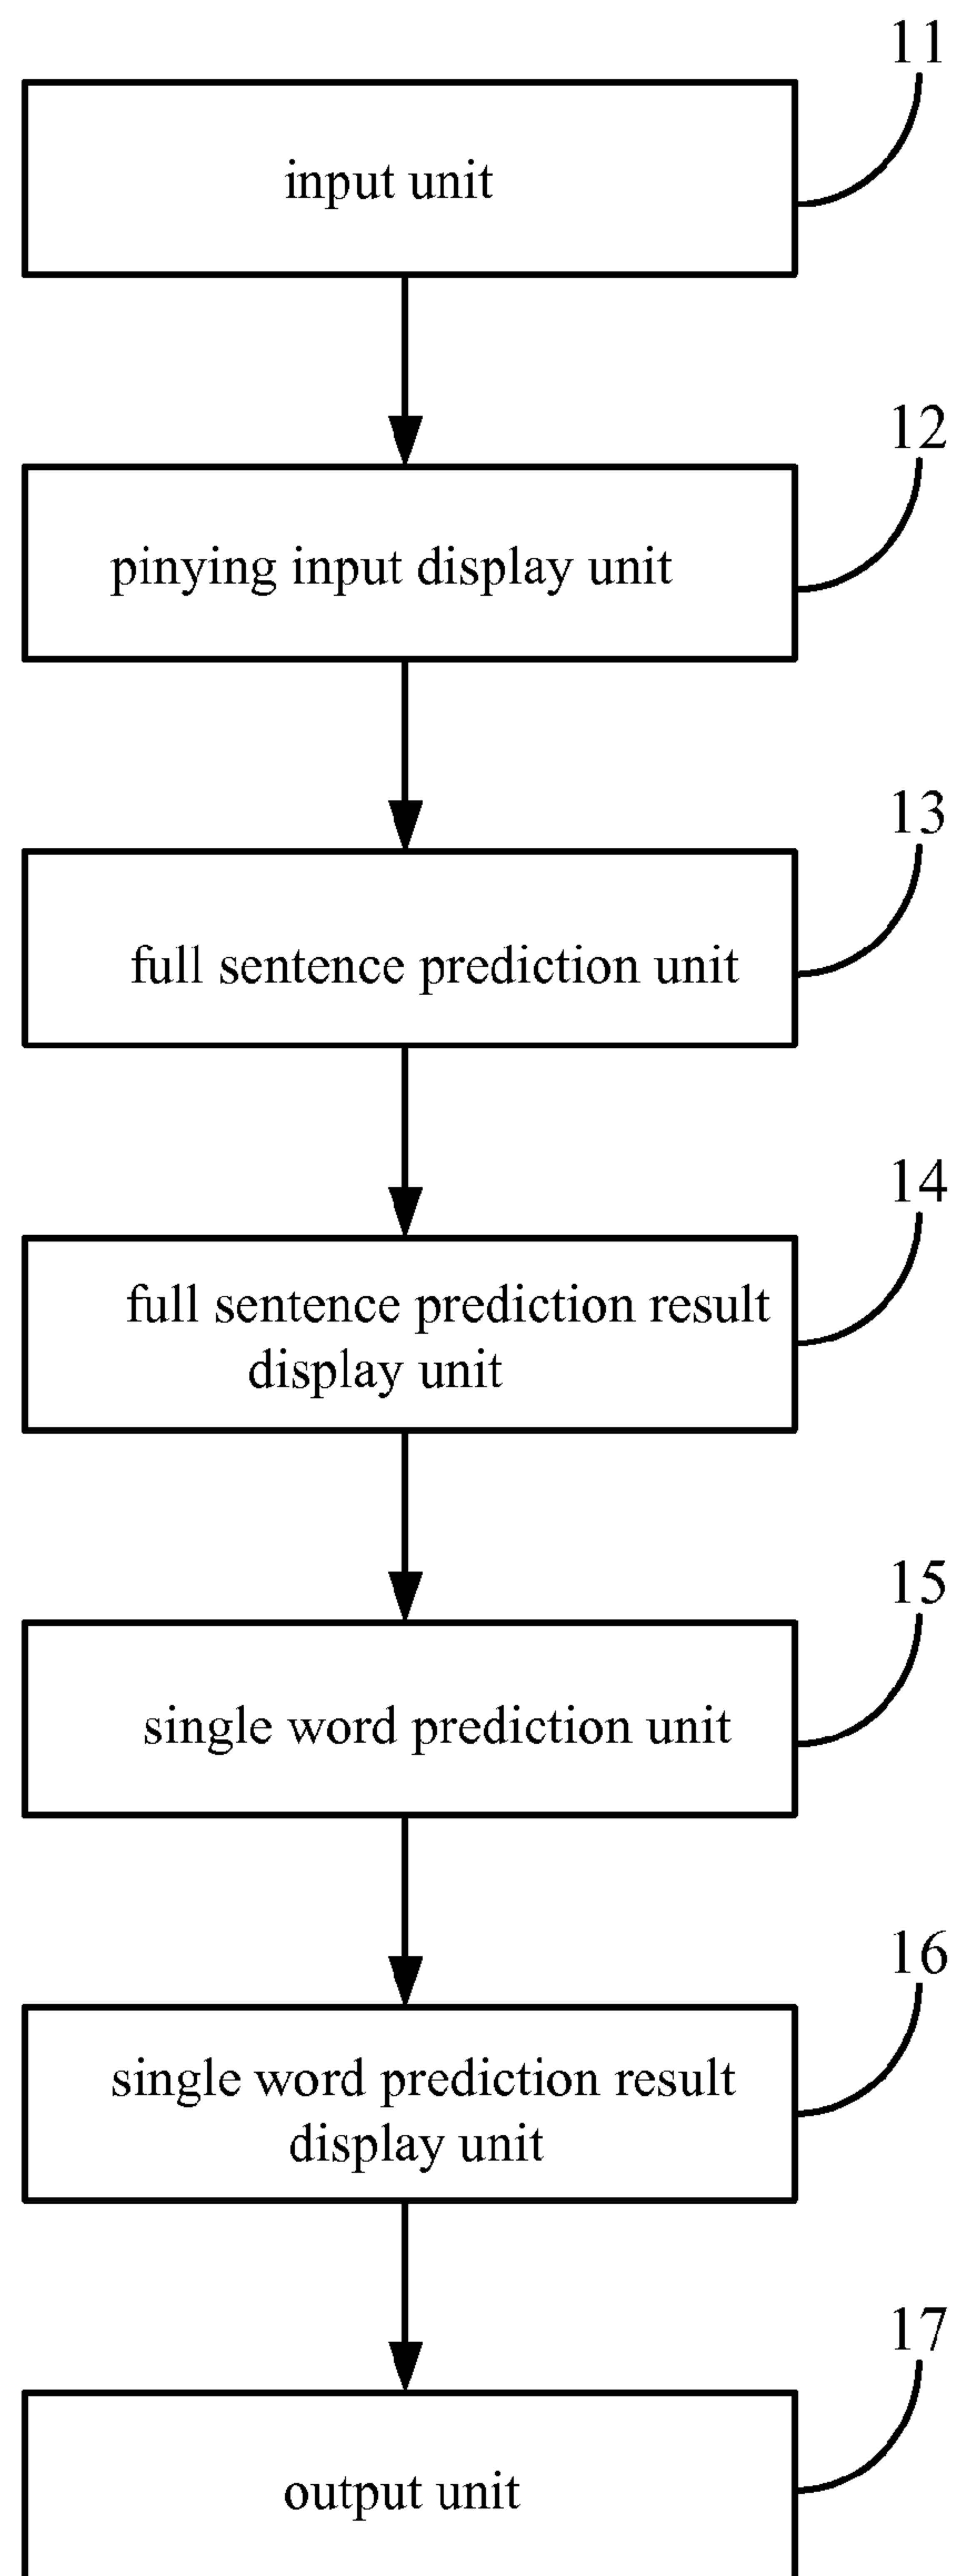 11
input unit
12
pinying input display unit
13
full sentence prediction unit
14
full sentence prediction result
display unit
15
single word prediction unit
16
single word prediction result
display unit
17
output unit